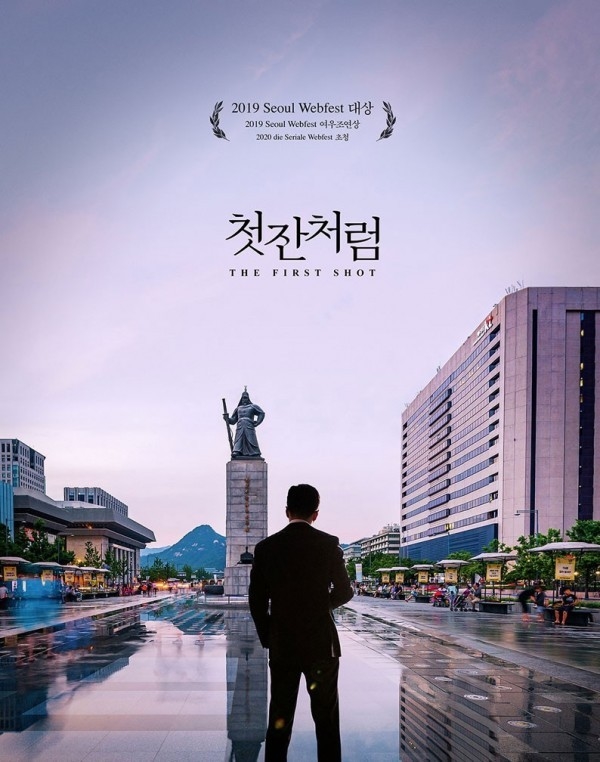 2019 Seoul Webfest 대상
2019 Seoul Webfest 여우조연상
2020 die Seriale Webfest 초청
첫잔처럼
THE FIRST SHOT